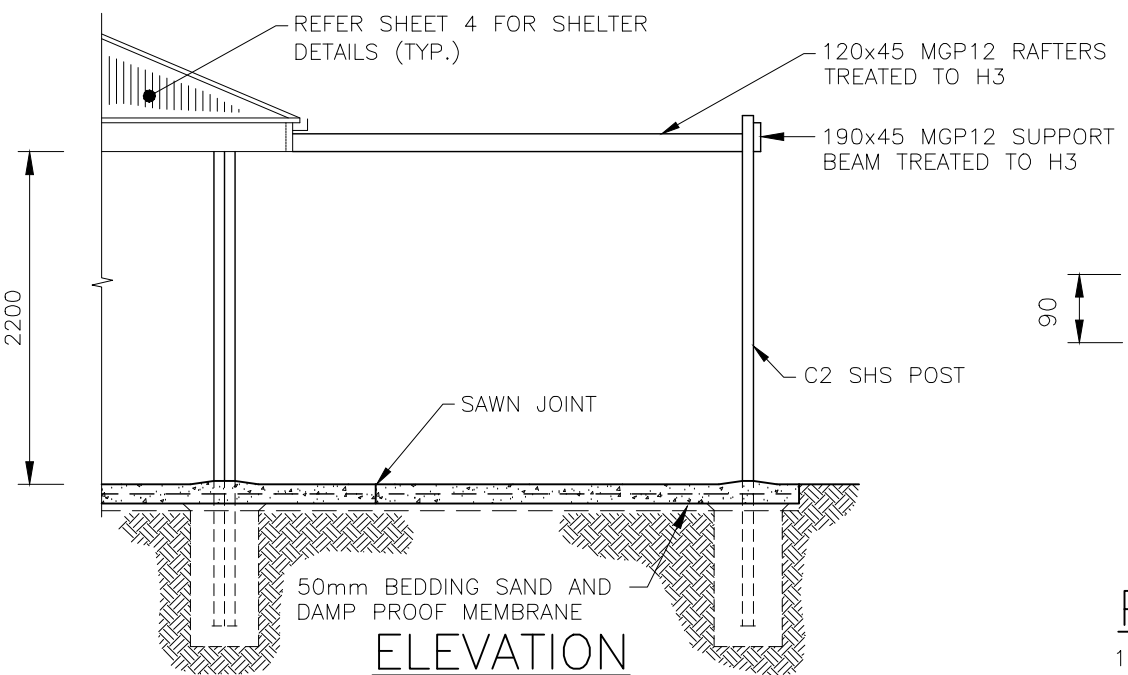 REFER SHEET 4 FOR SHELTER
DETAILS (TYP.)
120x45 MGP12 RAFTERS
TREATED TO H3
190x45 MGP12 SUPPORT
BEAM TREATED TO H3
2200
90
C2 SHS POST
SAWN JOINT
50mm BEDDING SAND AND
DAMP PROOF MEMBRANE
ELEVATION
1